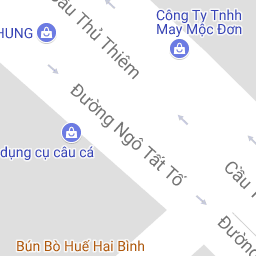 Cầu Thủ Thiêm
Công Ty Tnhh
May Mộc Đơn
HUNG
Đường Ngô Tất Tố
dụng cụ câu cá
Cầu T
Đường
Bún Bò Huế Hai Bình